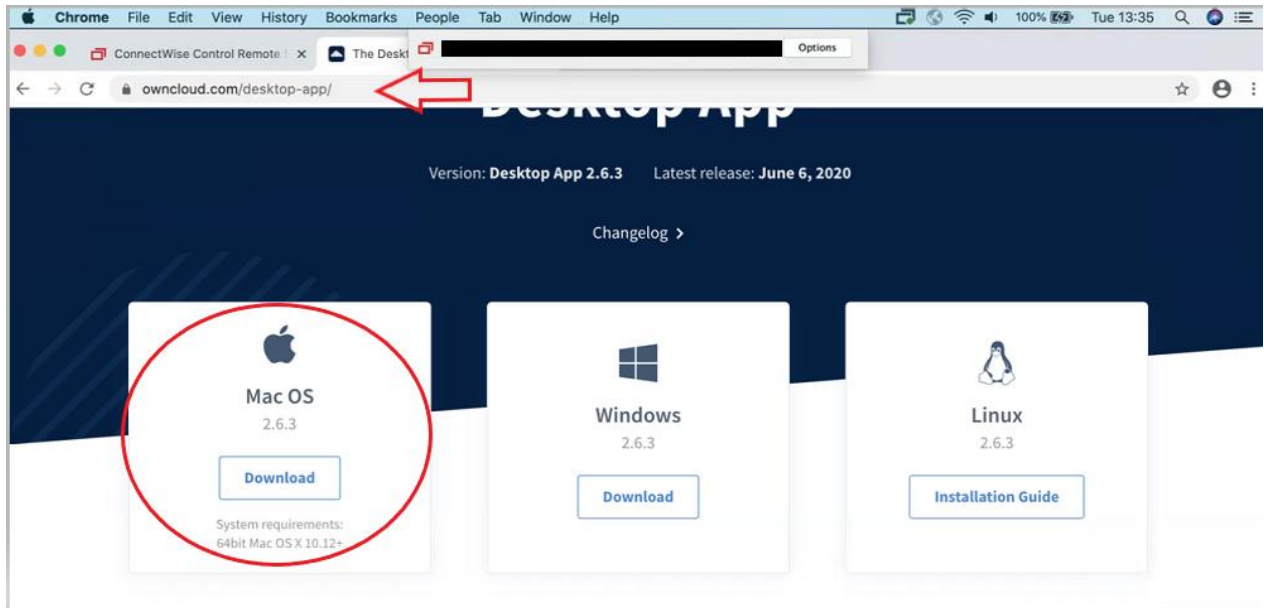 Chrome File Edit View History Bookmarks People Tab Window Help 100% Tue 13:35
ConnectWise Control Remote The Deskt Options
owncloud.com/desktop-app/
Desktop App
Version: Desktop App 2.6.3 Latest release: June 6, 2020
Changelog
Mac OS
2.6.3
Download
System requirements:
64bit Mac OS X 10.12+
Windows
2.6.3
Download
Linux
2.6.3
Installation Guide